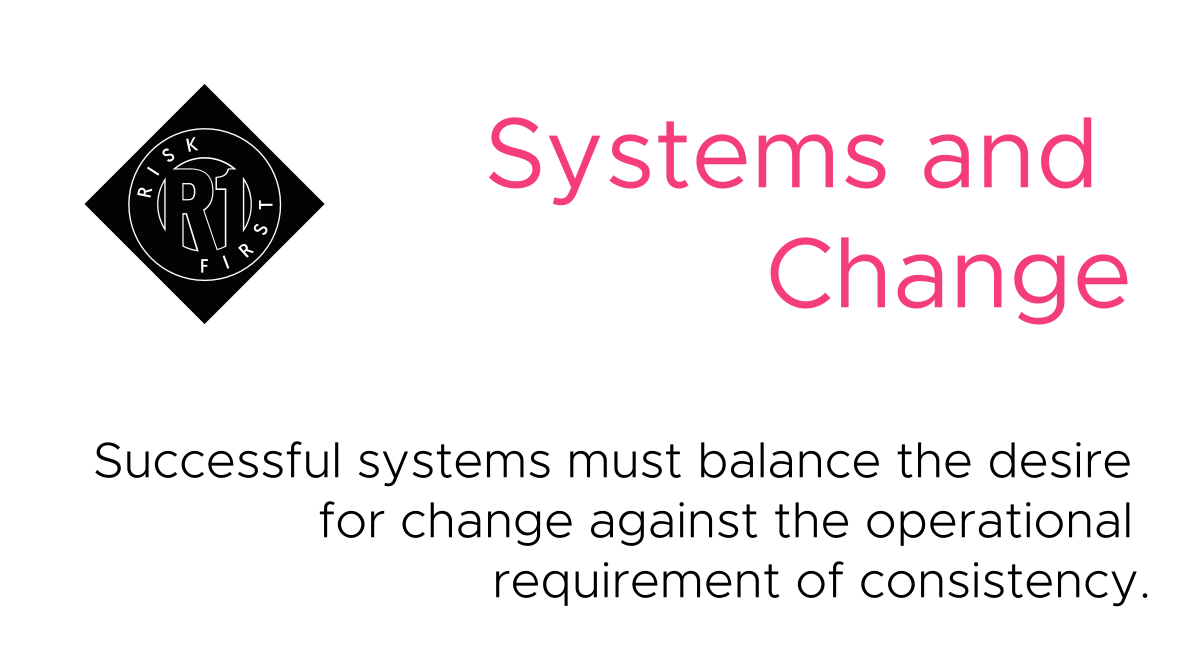 RISK
R1
FIRST
Systems and
Change
Successful systems must balance the desire
for change against the operational
requirement of consistency.